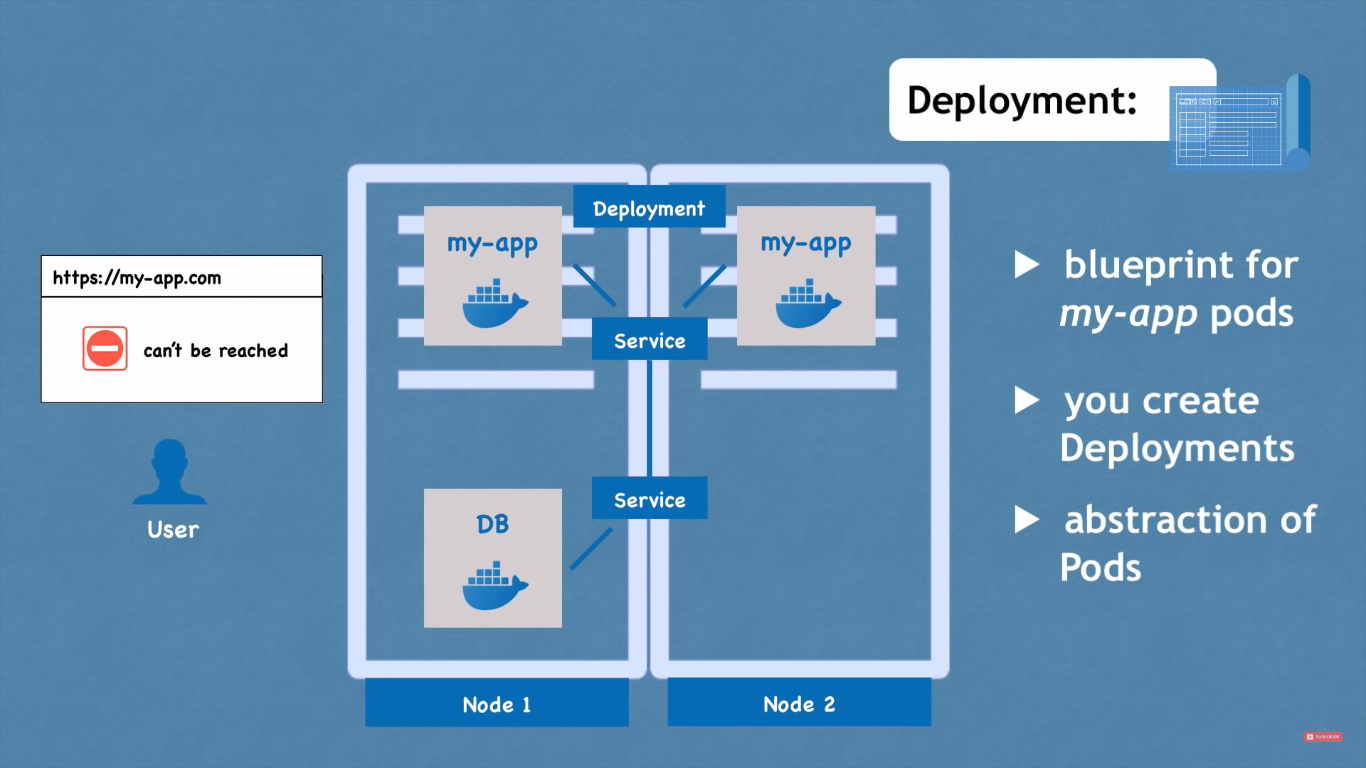 Deployment:
Deployment
my-app
my-app
https://my-app.com
can't be reached
Service
User
Service
DB
Node 1
Node 2
blueprint for
my-app pods
you create
Deployments
abstraction of
Pods
SUBSCRIBE